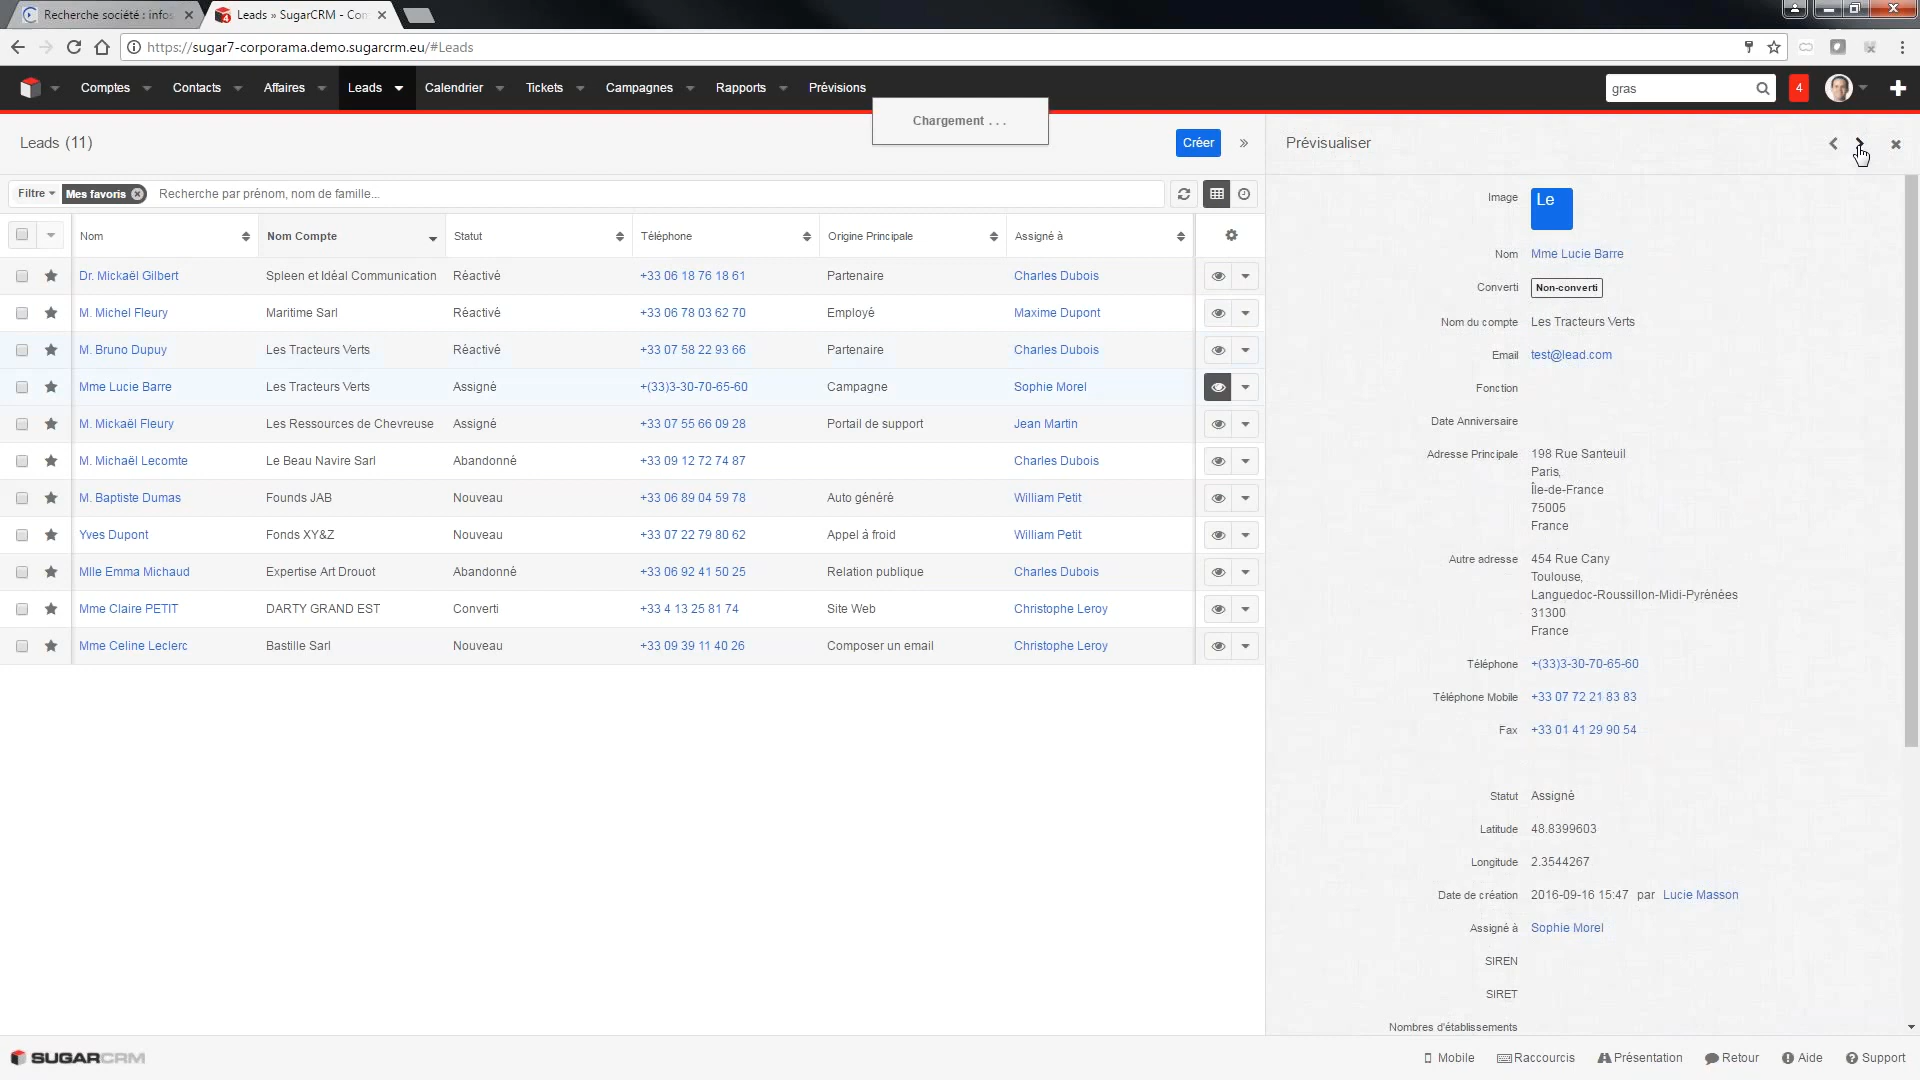 Recherche société : infos
Leads » SugarCRM - Con
https://sugar7-corporama.demo.sugarcrm.eu/#Leads
Comptes Contacts Affaires Leads Calendrier Tickets Campagnes Rapports Prévisions gras 4
Chargement . . .
Leads (11) Créer »
Filtre Mes favoris Recherche par prénom, nom de famille...
Nom Nom Compte Statut Téléphone Origine Principale Assigné à
Dr. Mickaël Gilbert Spleen et Idéal Communication Réactivé +33 06 18 76 18 61 Partenaire Charles Dubois
M. Michel Fleury Maritime Sarl Réactivé +33 06 78 03 62 70 Employé Maxime Dupont
M. Bruno Dupuy Les Tracteurs Verts Réactivé +33 07 58 22 93 66 Partenaire Charles Dubois
Mme Lucie Barre Les Tracteurs Verts Assigné +(33)3-30-70-65-60 Campagne Sophie Morel
M. Mickaël Fleury Les Ressources de Chevreuse Assigné +33 07 55 66 09 28 Portail de support Jean Martin
M. Michaël Lecomte Le Beau Navire Sarl Abandonné +33 09 12 72 74 87 Charles Dubois
M. Baptiste Dumas Founds JAB Nouveau +33 06 89 04 59 78 Auto généré William Petit
Yves Dupont Fonds XY&Z Nouveau +33 07 22 79 80 62 Appel à froid William Petit
Mlle Emma Michaud Expertise Art Drouot Abandonné +33 06 92 41 50 25 Relation publique Charles Dubois
Mme Claire PETIT DARTY GRAND EST Converti +33 4 13 25 81 74 Site Web Christophe Leroy
Mme Celine Leclerc Bastille Sarl Nouveau +33 09 39 11 40 26 Composer un email Christophe Leroy
Prévisualiser
Image Le
Nom Mme Lucie Barre
Converti Non-converti
Nom du compte Les Tracteurs Verts
Email test@lead.com
Fonction
Date Anniversaire
Adresse Principale 198 Rue Santeuil
Paris,
Île-de-France
75005
France
Autre adresse 454 Rue Cany
Toulouse,
Languedoc-Roussillon-Midi-Pyrénées
31300
France
Téléphone +(33)3-30-70-65-60
Téléphone Mobile +33 07 72 21 83 83
Fax +33 01 41 29 90 54
Statut Assigné
Latitude 48.8399603
Longitude 2.3544267
Date de création 2016-09-16 15:47 par Lucie Masson
Assigné à Sophie Morel
SIREN
SIRET
Nombres d'établissements
SUGARCRM
Mobile Raccourcis Présentation Retour Aide Support